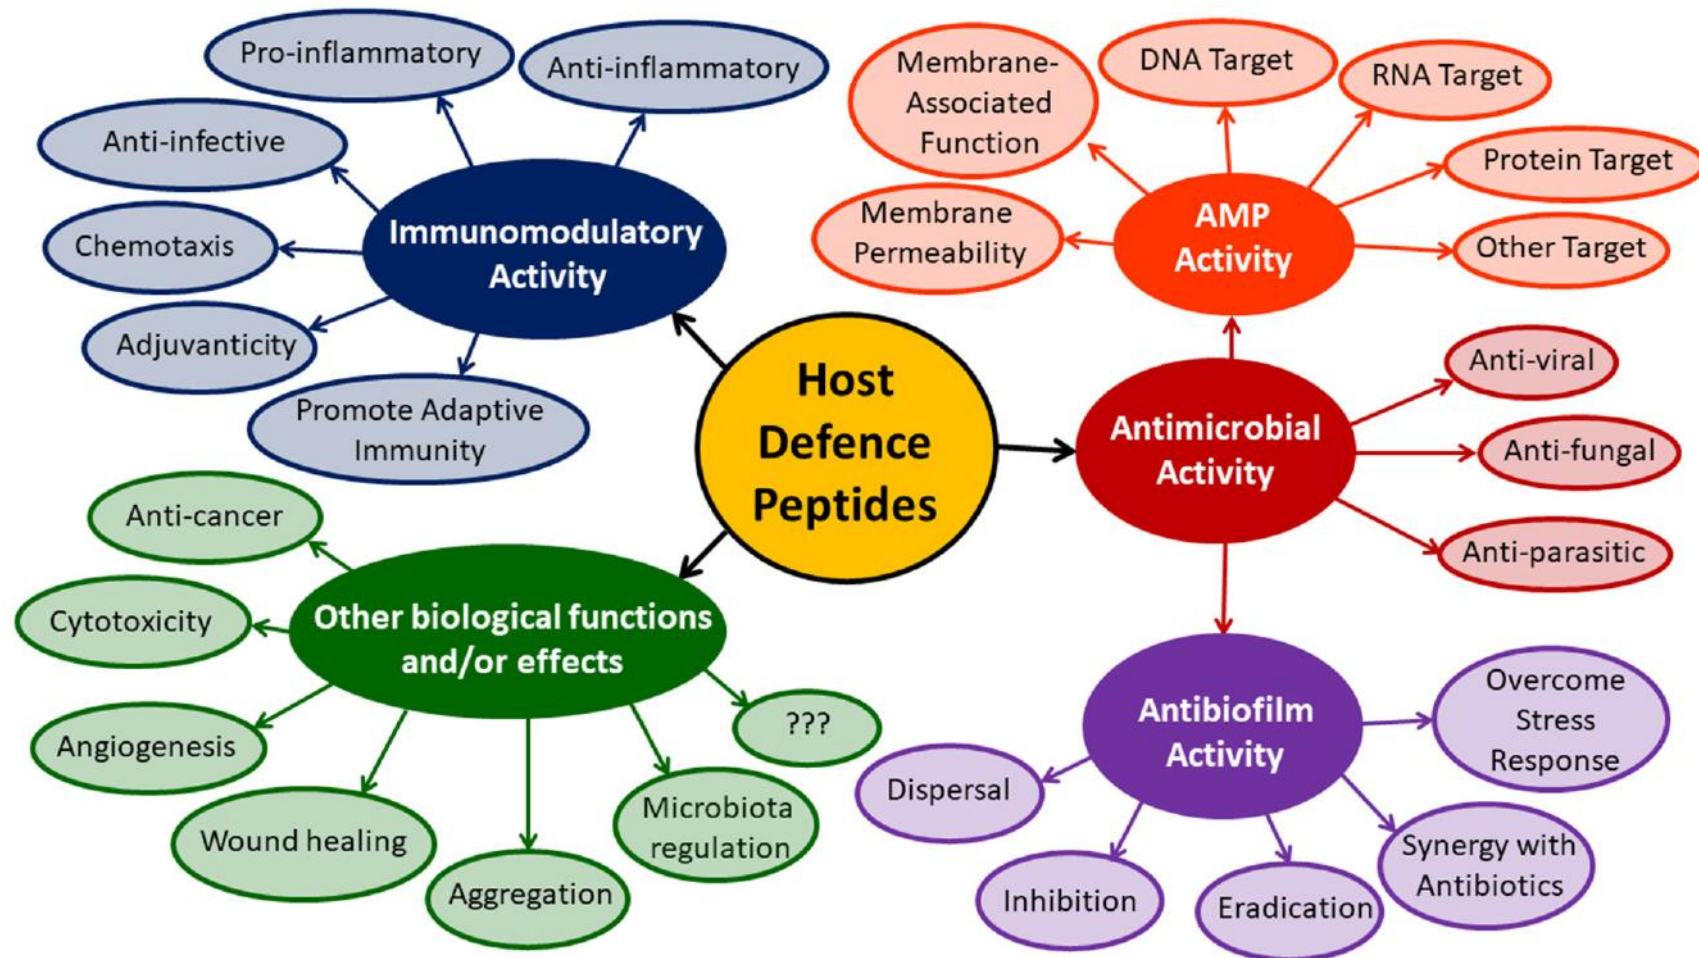 Pro-inflammatory
Anti-inflammatory
Anti-infective
Chemotaxis
Adjuvanticity
Promote Adaptive
Immunity
Immunomodulatory
Activity
Membrane-
Associated
Function
DNA Target
RNA Target
Protein Target
Other Target
Membrane
Permeability
AMP
Activity
Host
Defence
Peptides
Antimicrobial
Activity
Anti-viral
Anti-fungal
Anti-parasitic
Anti-cancer
Cytotoxicity
Angiogenesis
Wound healing
Aggregation
Microbiota
regulation
???
Other biological functions
and/or effects
Antibiofilm
Activity
Dispersal
Inhibition
Eradication
Synergy with
Antibiotics
Overcome
Stress
Response